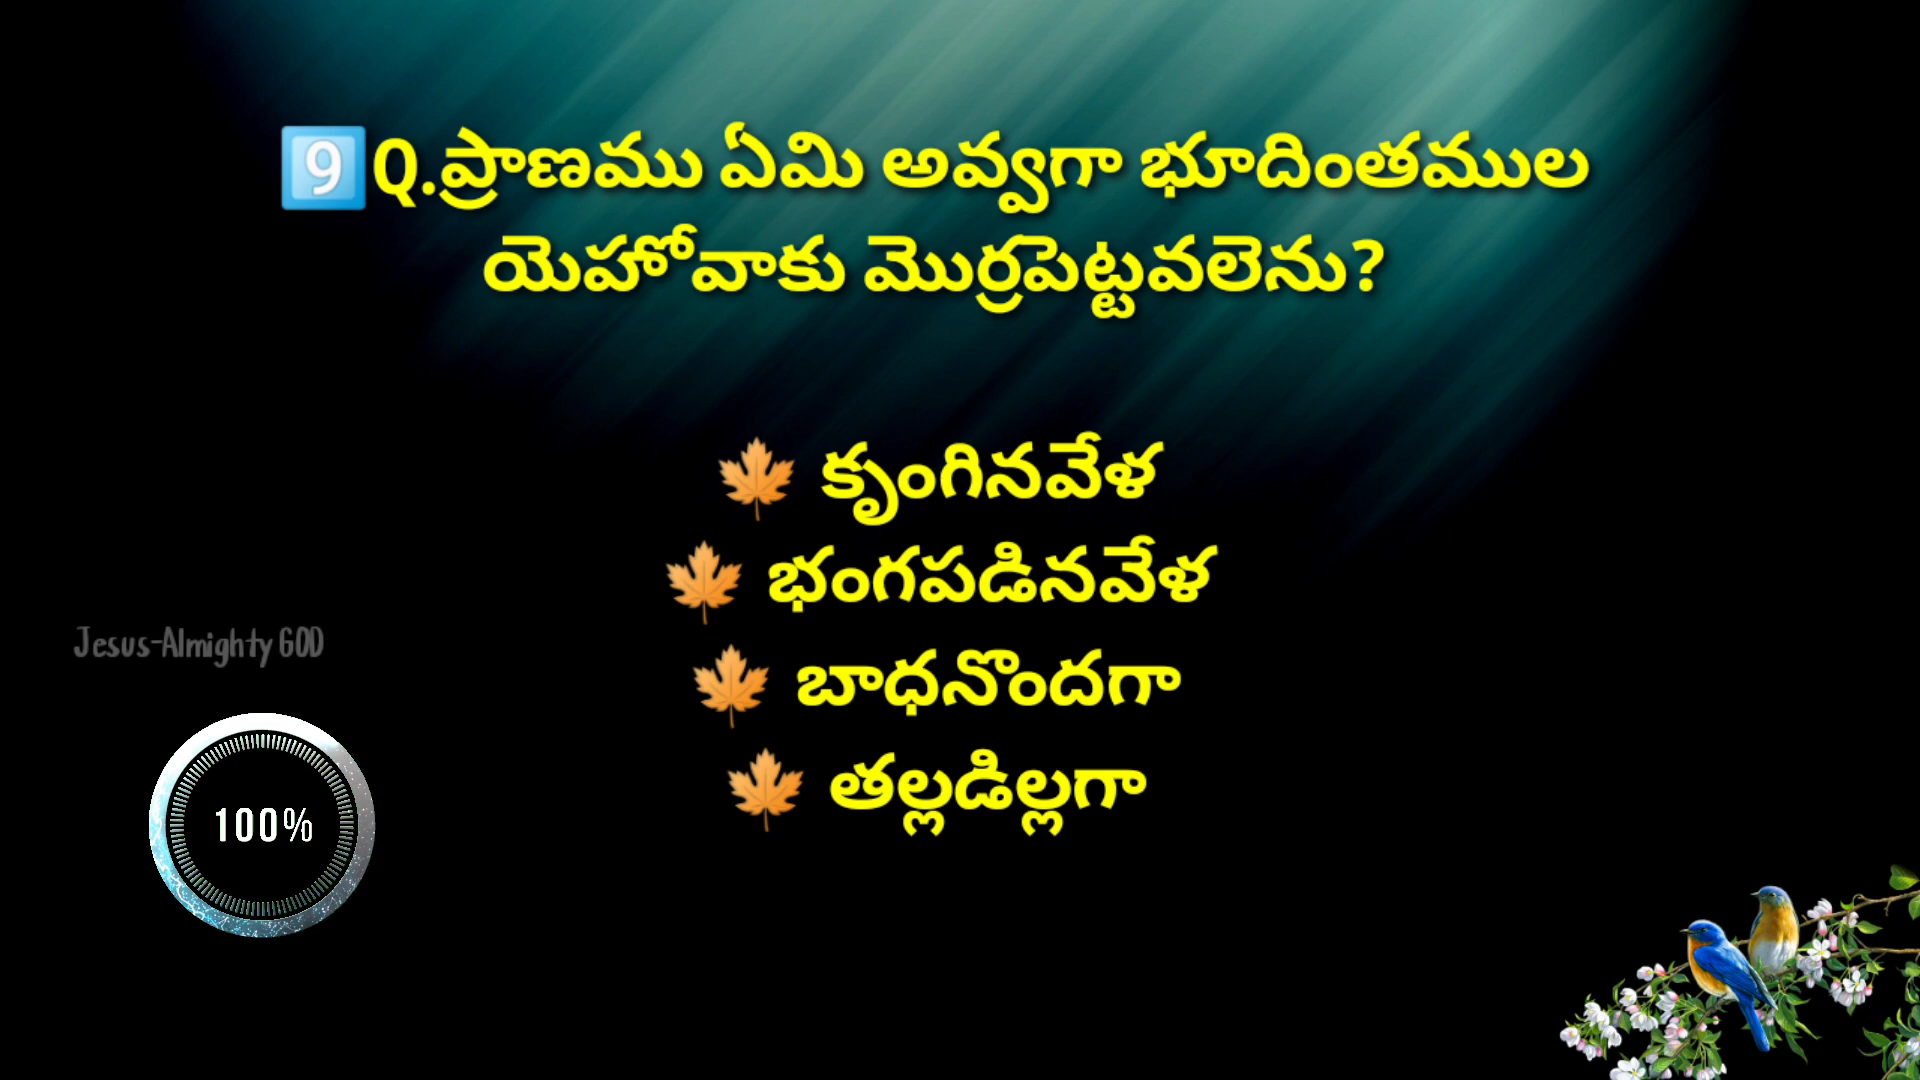 9️⃣Q.ప్రాణము ఏమి అవ్వగా భూదింతముల
యెహోవాకు మొర్రపెట్టవలెను?
🍁 కృంగినవేళ
🍁 భంగపడినవేళ
🍁 బాధనొందగా
🍁 తల్లడిల్లగా
Jesus-Almighty GOD
100%